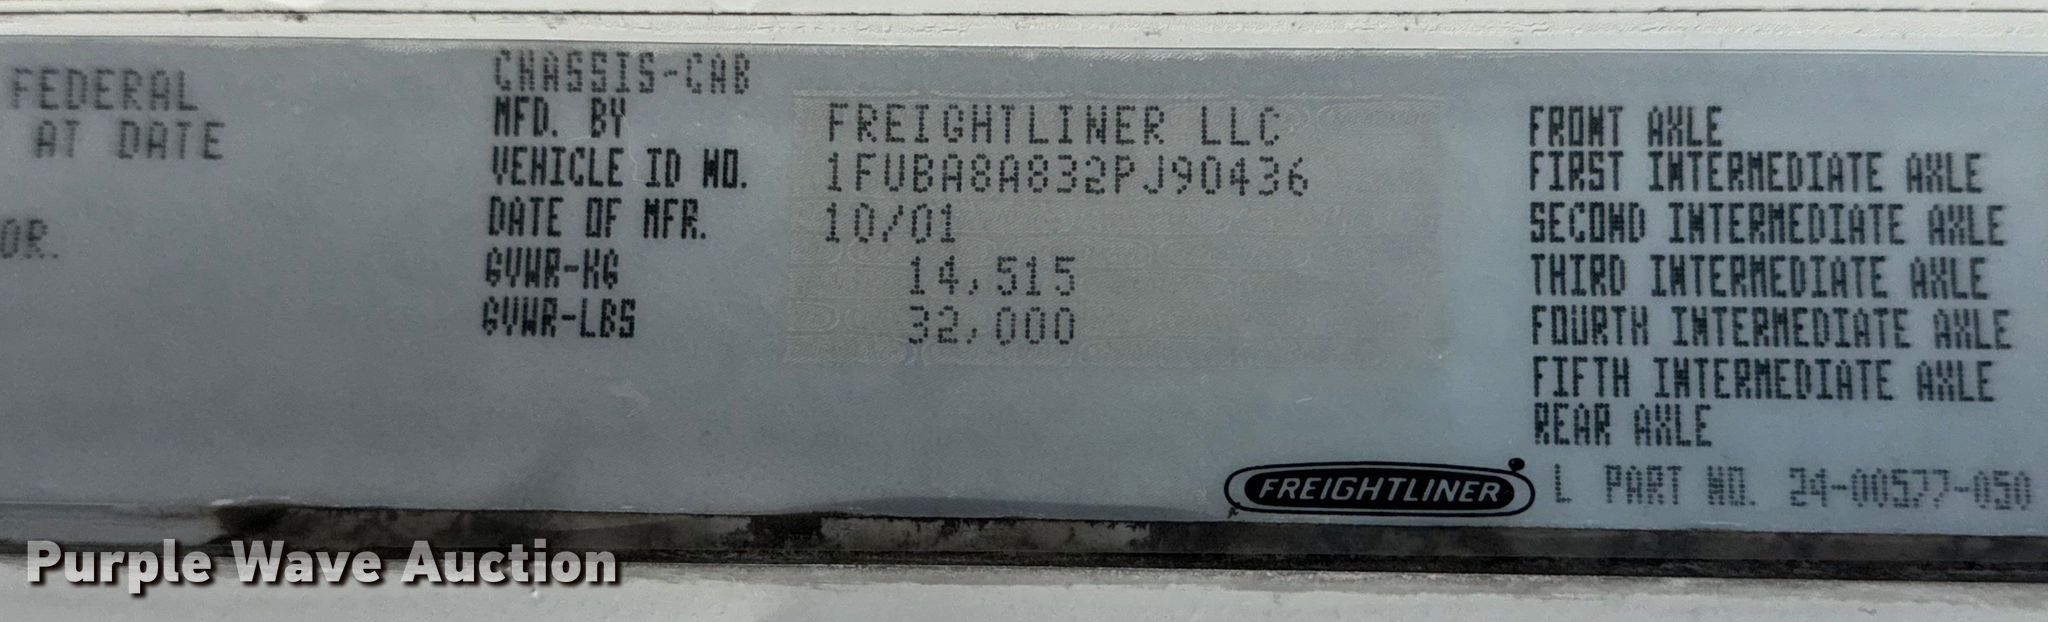 FEDERAL
AT DATE
OR.
CHASSIS-CAB
MFD. BY FREIGHTLINER LLC
VEHICLE ID NO. 1FUBA8A832PJ90436
DATE OF MFR. 10/01
GVWR-KG 14,515
GVWR-LBS 32,000
FRONT AXLE
FIRST INTERMEDIATE AXLE
SECOND INTERMEDIATE AXLE
THIRD INTERMEDIATE AXLE
FOURTH INTERMEDIATE AXLE
FIFTH INTERMEDIATE AXLE
REAR AXLE
FREIGHTLINER
L PART NO. 24-00577-050
Purple Wave Auction